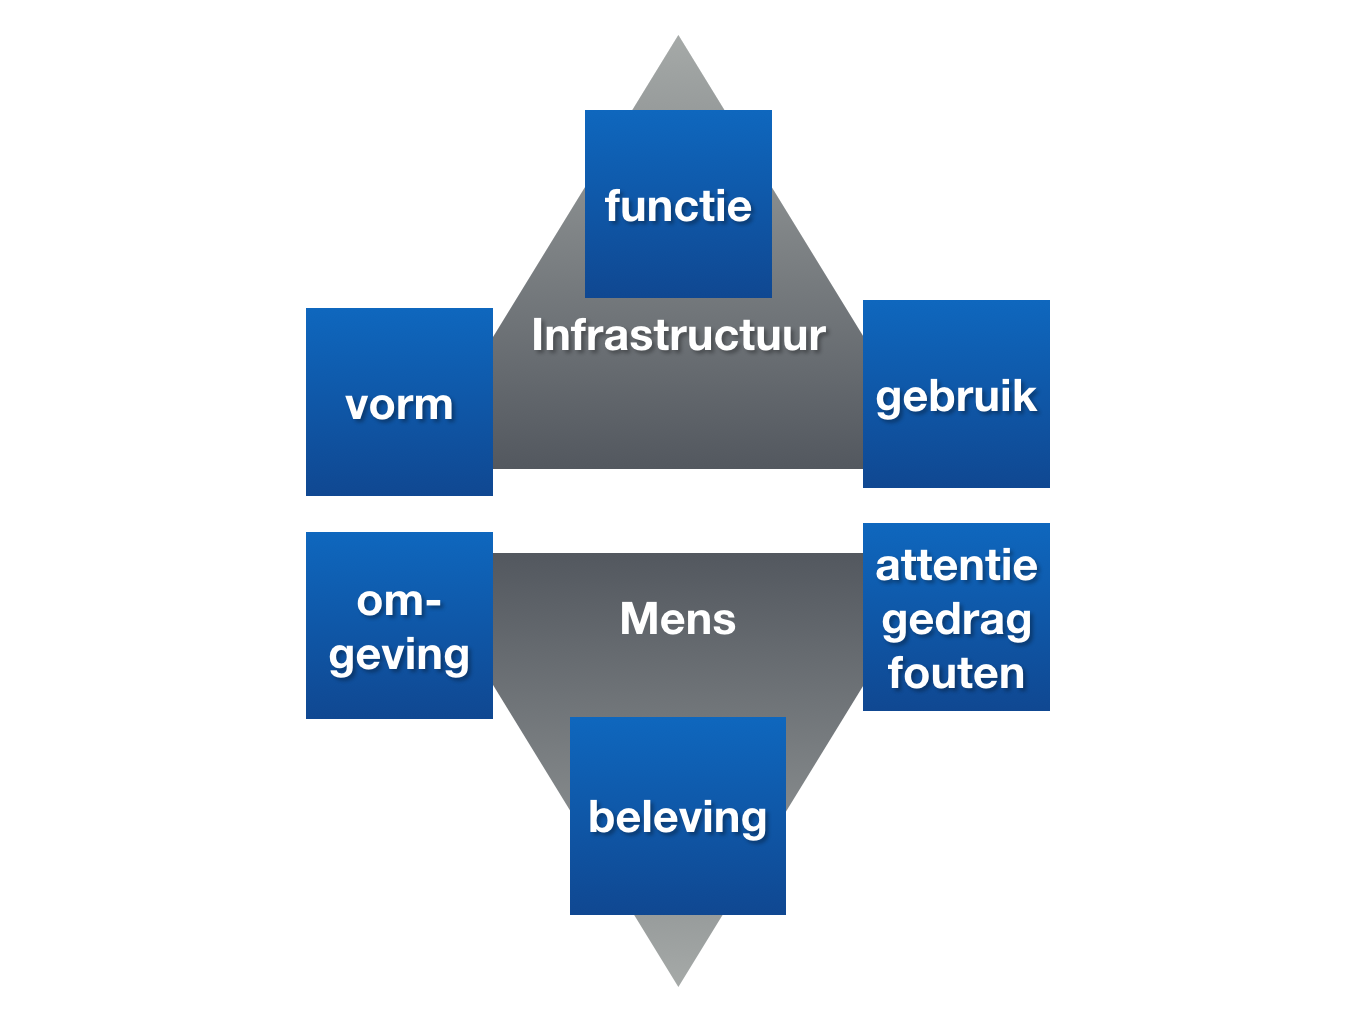 functie
Infrastructuur
vorm
gebruik
om-
geving
Mens
attentie
gedrag
fouten
beleving